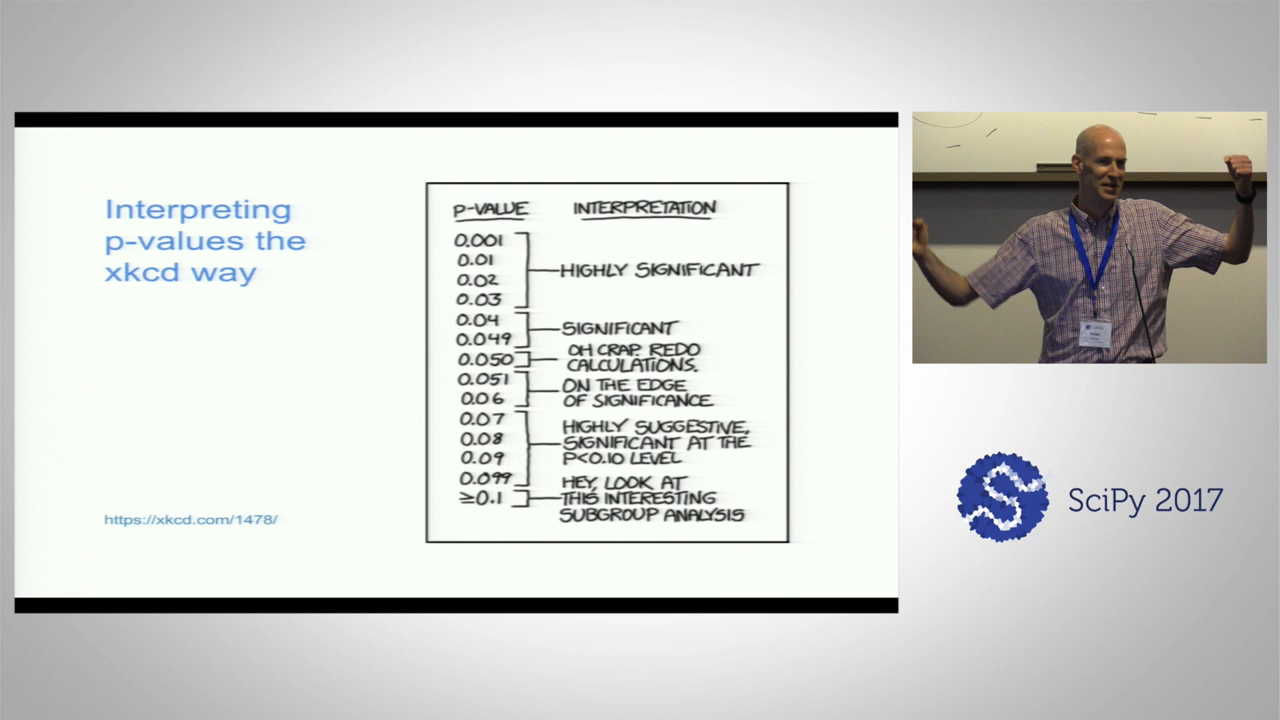 Interpreting
p-values the
xkcd way
https://xkcd.com/1478/
P-VALUE INTERPRETATION
0.001
0.01
0.02
0.03
HIGHLY SIGNIFICANT
0.04
0.049
SIGNIFICANT
0.050
OH CRAP. REDO
CALCULATIONS.
0.051
0.06
ON THE EDGE
OF SIGNIFICANCE
0.07
0.08
0.09
0.099
HIGHLY SUGGESTIVE,
SIGNIFICANT AT THE
P<0.10 LEVEL
≥0.1
HEY, LOOK AT
THIS INTERESTING
SUBGROUP ANALYSIS
SciPy 2017